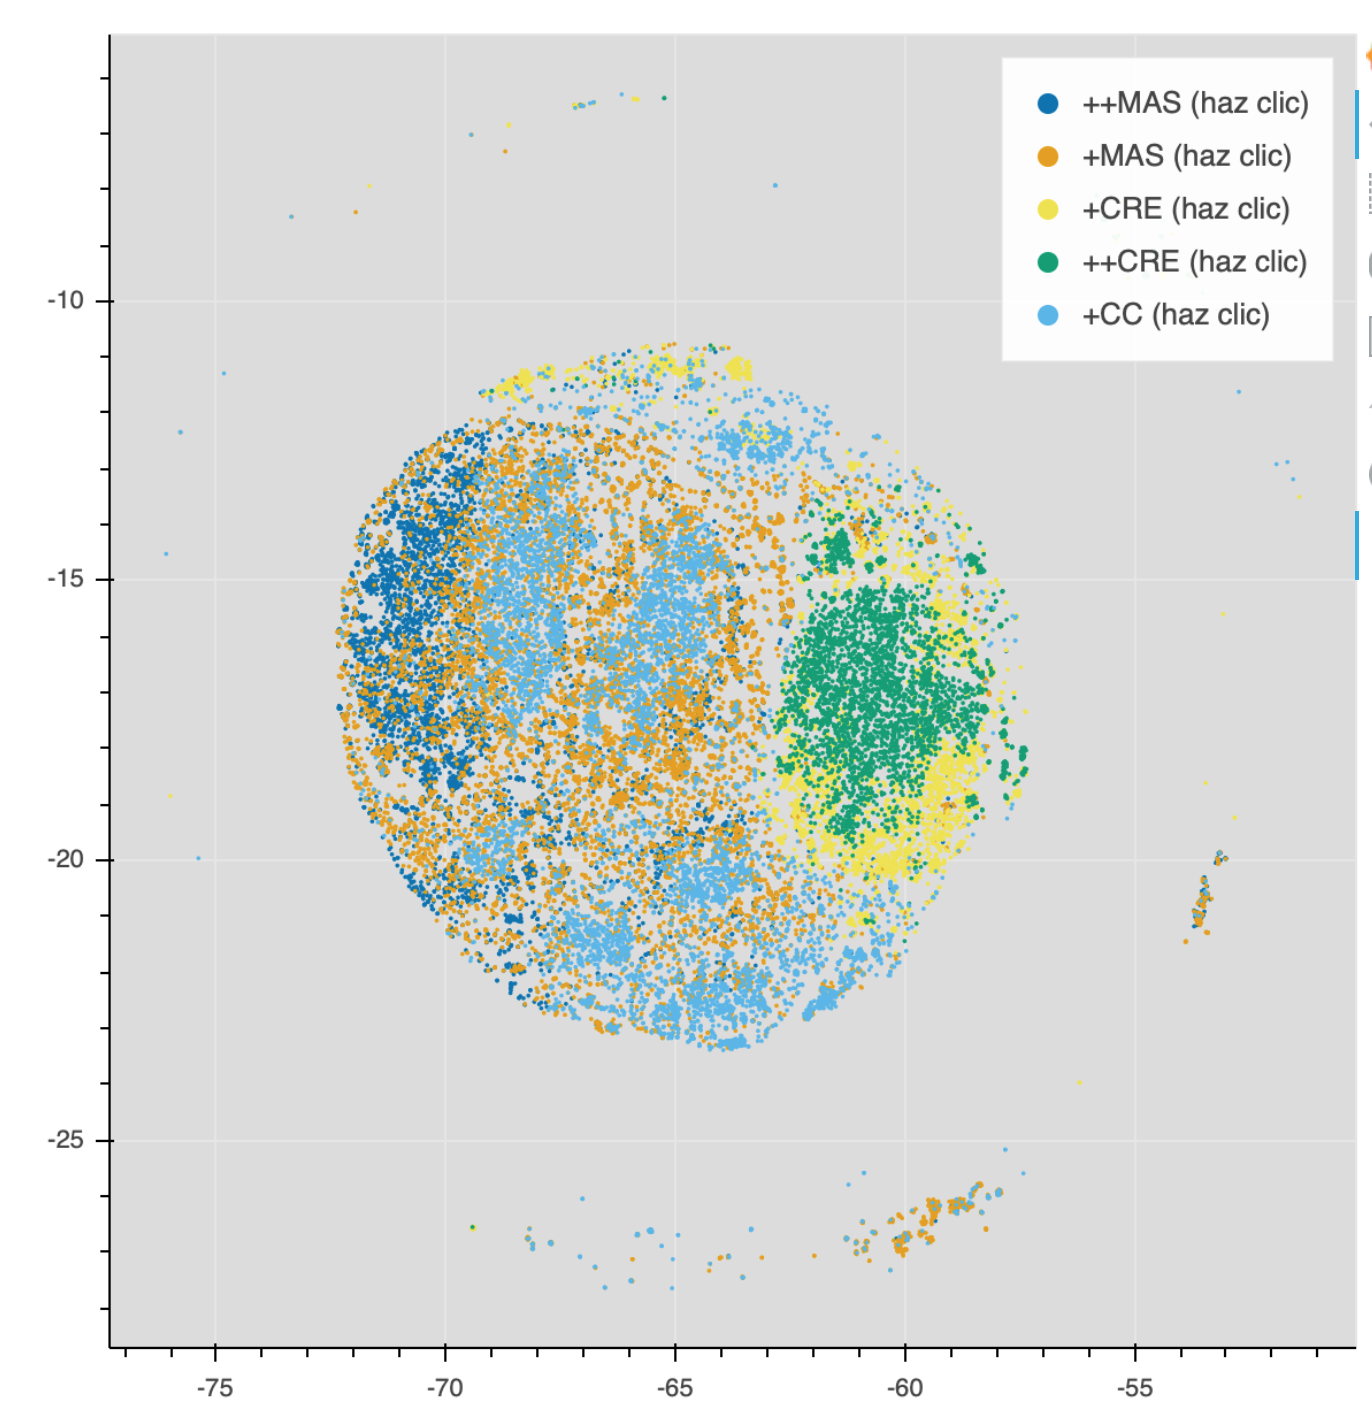 ++MAS (haz clic)
+MAS (haz clic)
+CRE (haz clic)
++CRE (haz clic)
+CC (haz clic)
-10
-15
-20
-25
-75
-70
-65
-60
-55